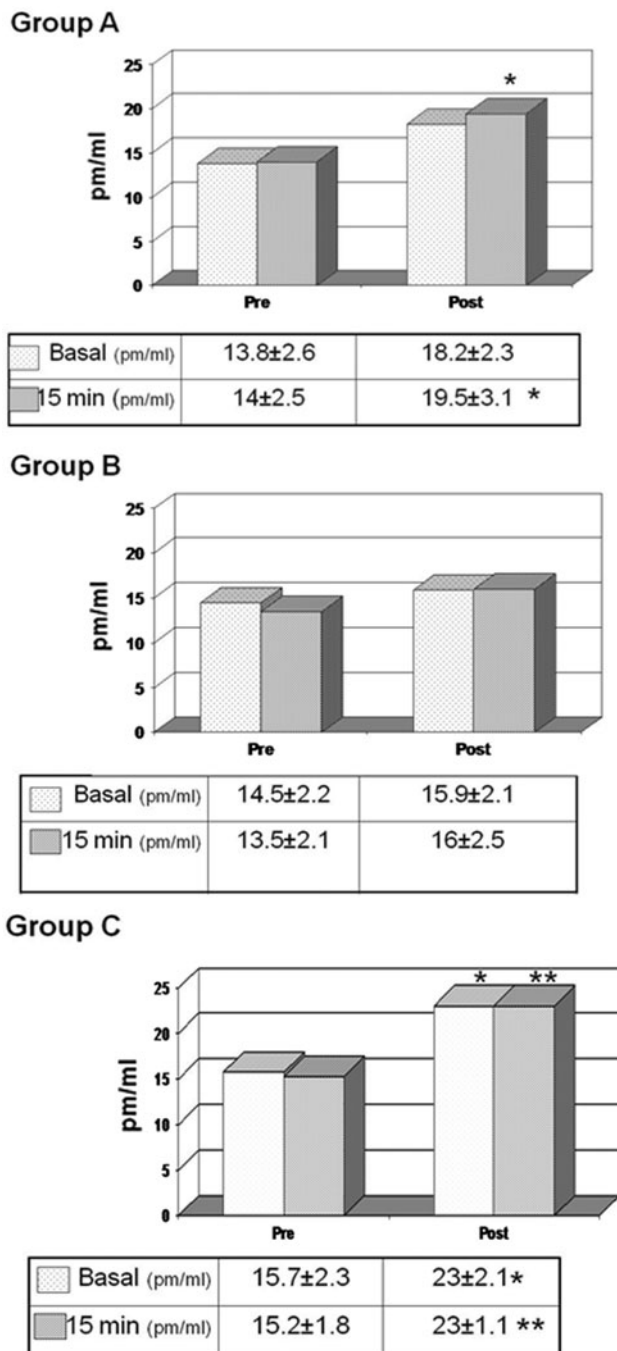 Group A
*
25
20
15
10
5
0
pm/ml
Pre Post
Basal (pm/ml) 13.8±2.6 18.2±2.3
15 min (pm/ml) 14±2.5 19.5±3.1 *
Group B
25
20
15
10
5
0
pm/ml
Pre Post
Basal (pm/ml) 14.5±2.2 15.9±2.1
15 min (pm/ml) 13.5±2.1 16±2.5
Group C
* **
25
20
15
10
5
0
pm/ml
Pre Post
Basal (pm/ml) 15.7±2.3 23±2.1*
15 min (pm/ml) 15.2±1.8 23±1.1 **